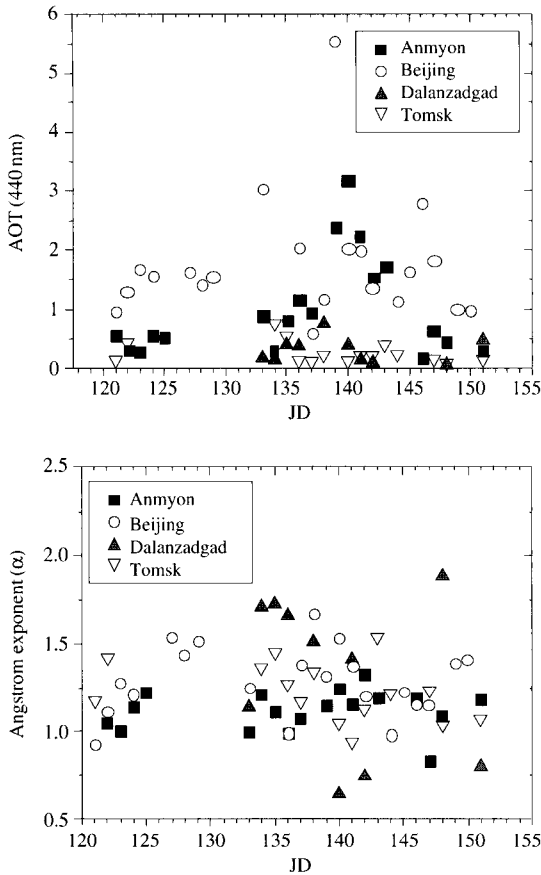 6
5
4
3
2
1
0
AOT (440 nm)
Anmyon
Beijing
Dalanzadgad
Tomsk
120 125 130 135 140 145 150 155
JD
2.5
2.0
1.5
1.0
0.5
Angstrom exponent (α)
Anmyon
Beijing
Dalanzadgad
Tomsk
120 125 130 135 140 145 150 155
JD